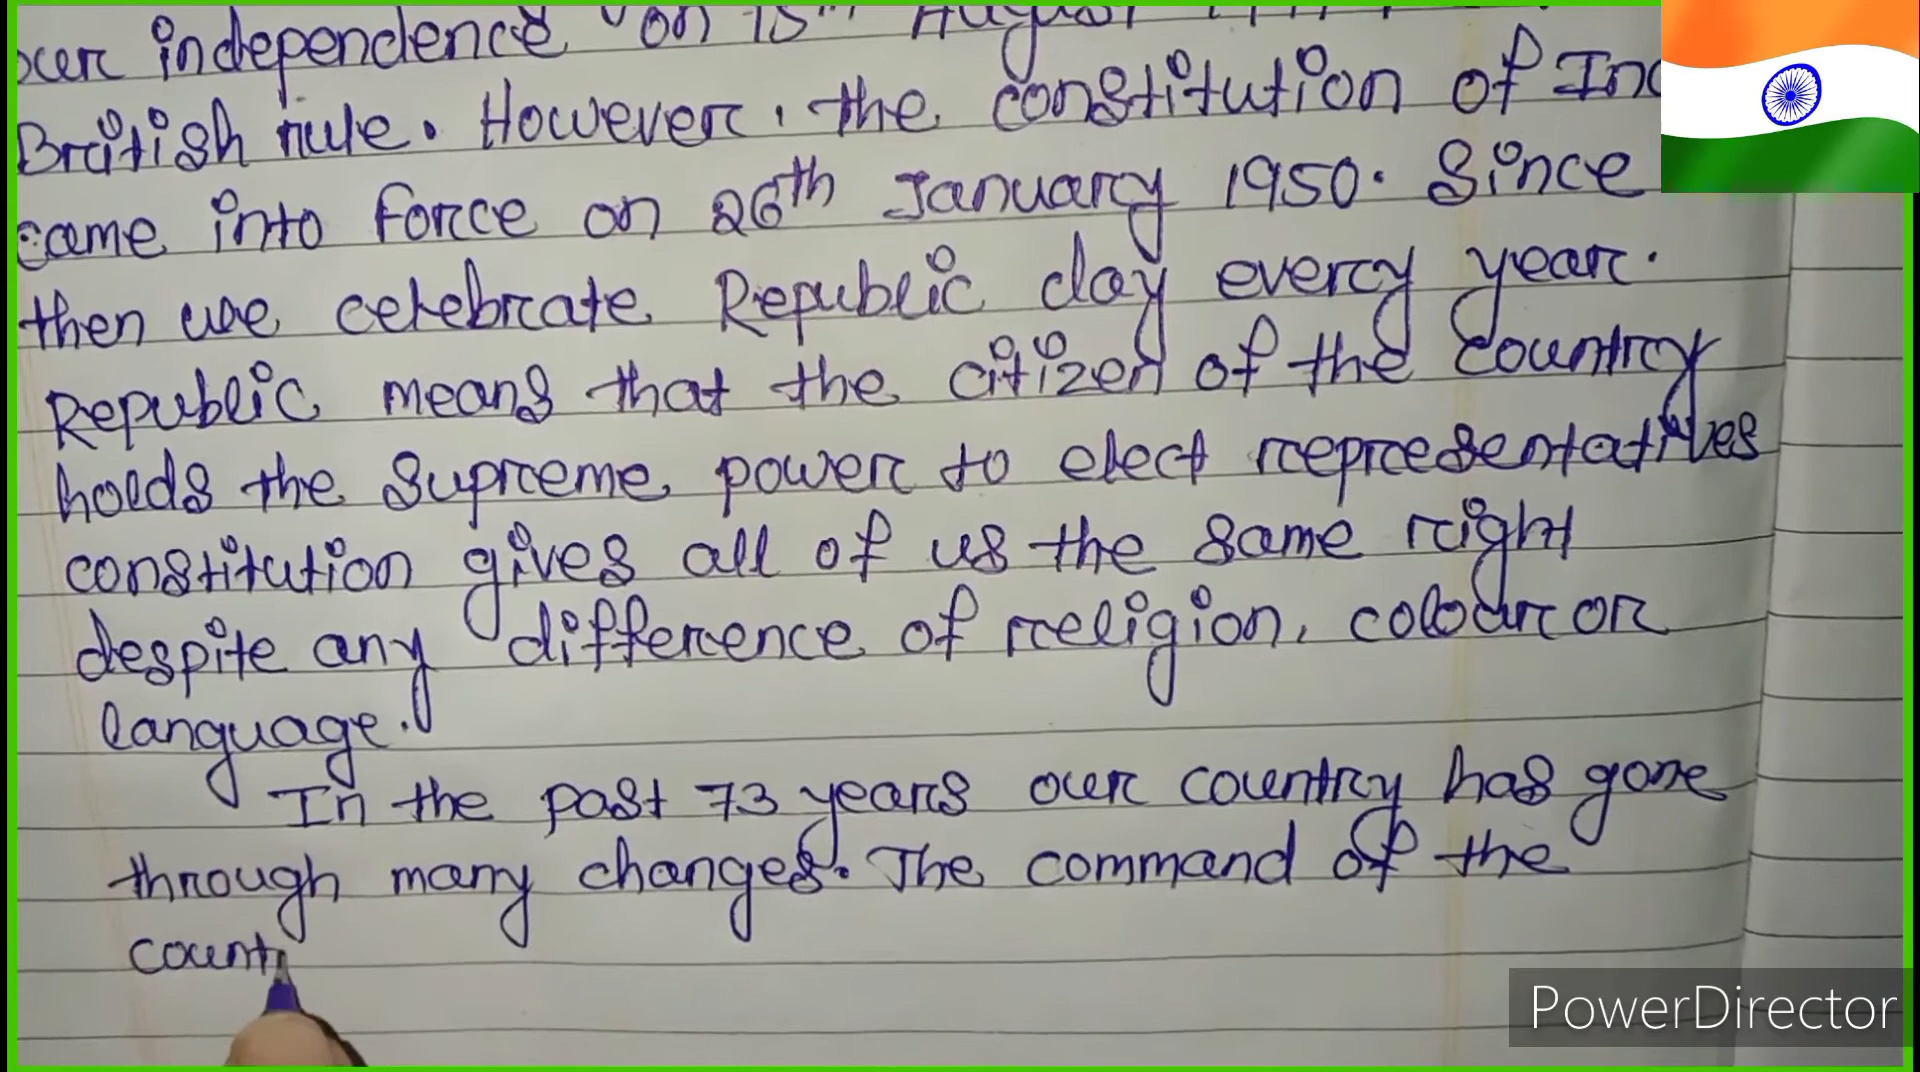 our independence on 15th August
British rule. However, the constitution of
came into force on 26th January 1950. Since
then we celebrate Republic day every year.
Republic means that the citizen of the country
holds the supreme power to elect representatives
constitution gives all of us the same right
despite any difference of religion, colour or
language.
In the past 73 years our country has gone
through many changes. The command of the
count
PowerDirector